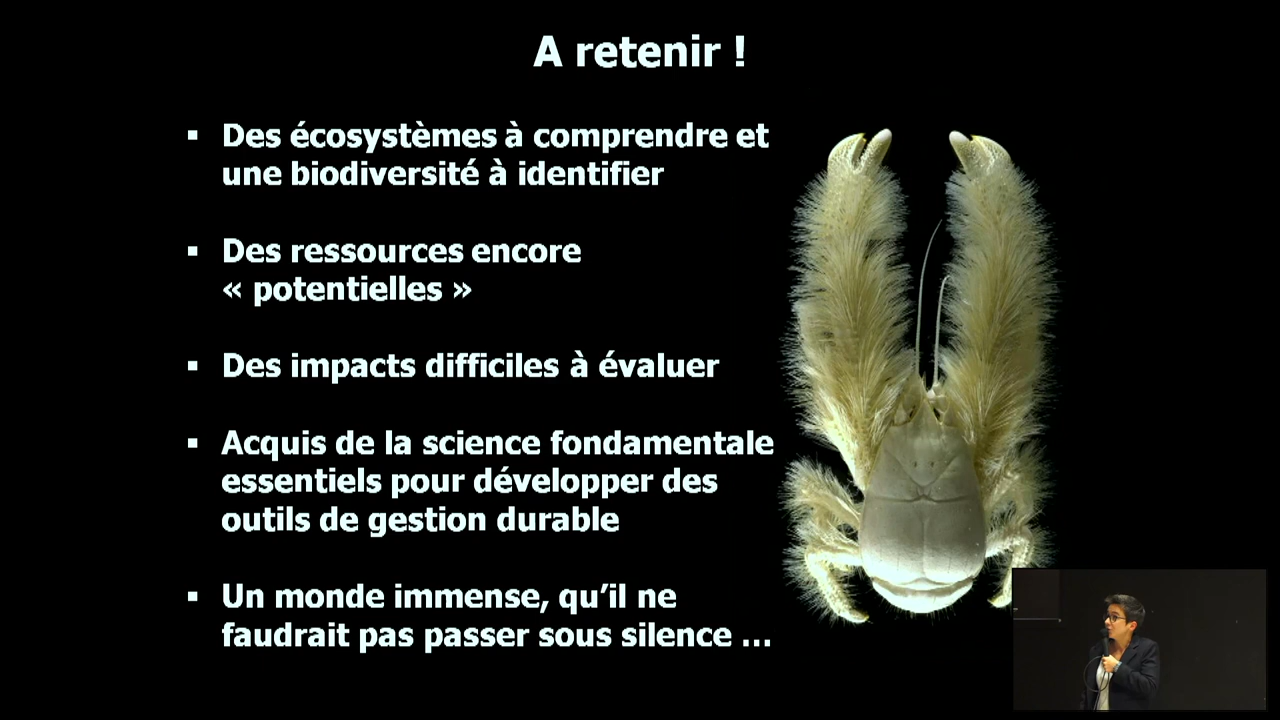 A retenir !
▪ Des écosystèmes à comprendre et
une biodiversité à identifier
▪ Des ressources encore
« potentielles »
▪ Des impacts difficiles à évaluer
▪ Acquis de la science fondamentale
essentiels pour développer des
outils de gestion durable
▪ Un monde immense, qu’il ne
faudrait pas passer sous silence …